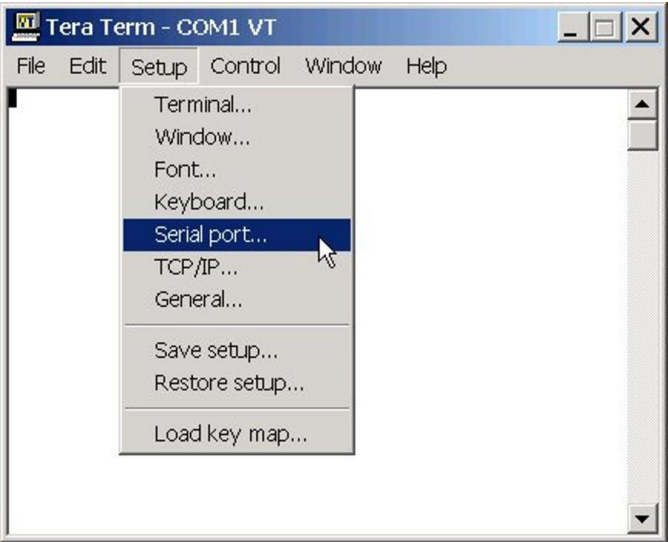 Tera Term - COM1 VT
File Edit Setup Control Window Help
Terminal...
Window...
Font...
Keyboard...
Serial port...
TCP/IP...
General...
Save setup...
Restore setup...
Load key map...